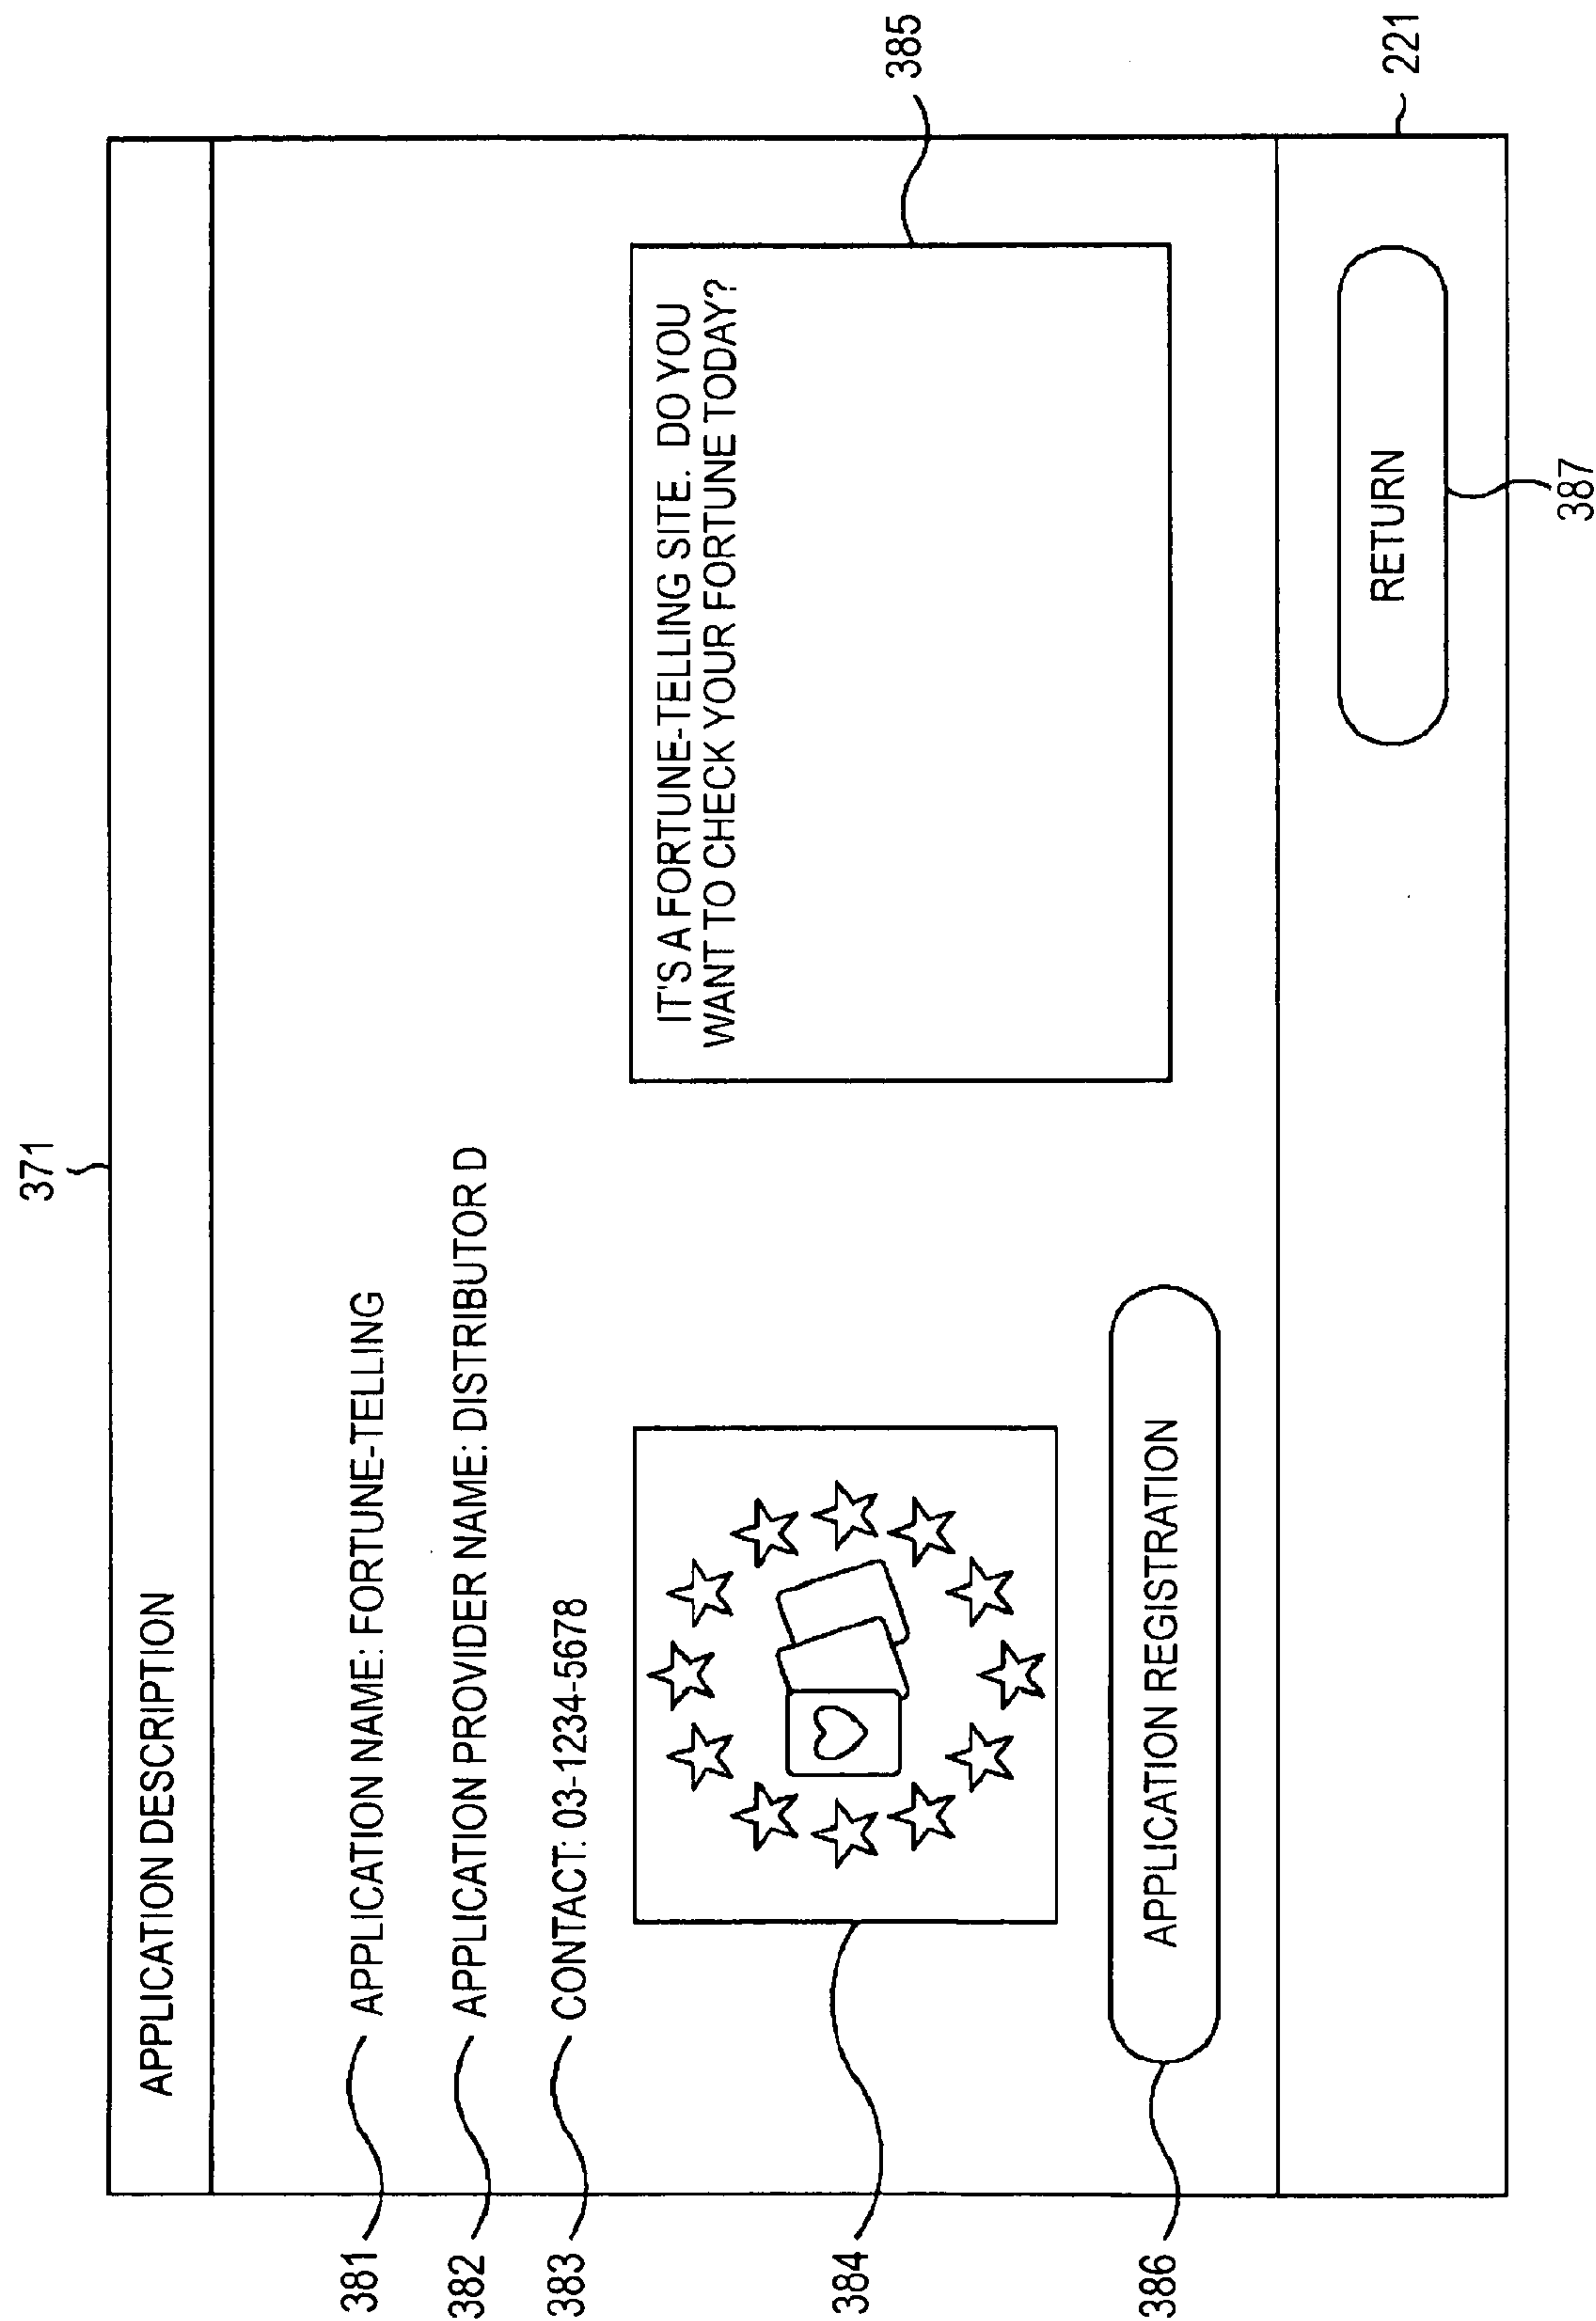 371
APPLICATION DESCRIPTION
381
APPLICATION NAME: FORTUNE-TELLING
382
APPLICATION PROVIDER NAME: DISTRIBUTOR D
383
CONTACT: 03-1234-5678
384
IT'S A FORTUNE-TELLING SITE. DO YOU
WANT TO CHECK YOUR FORTUNE TODAY?
385
386
APPLICATION REGISTRATION
RETURN
221
387